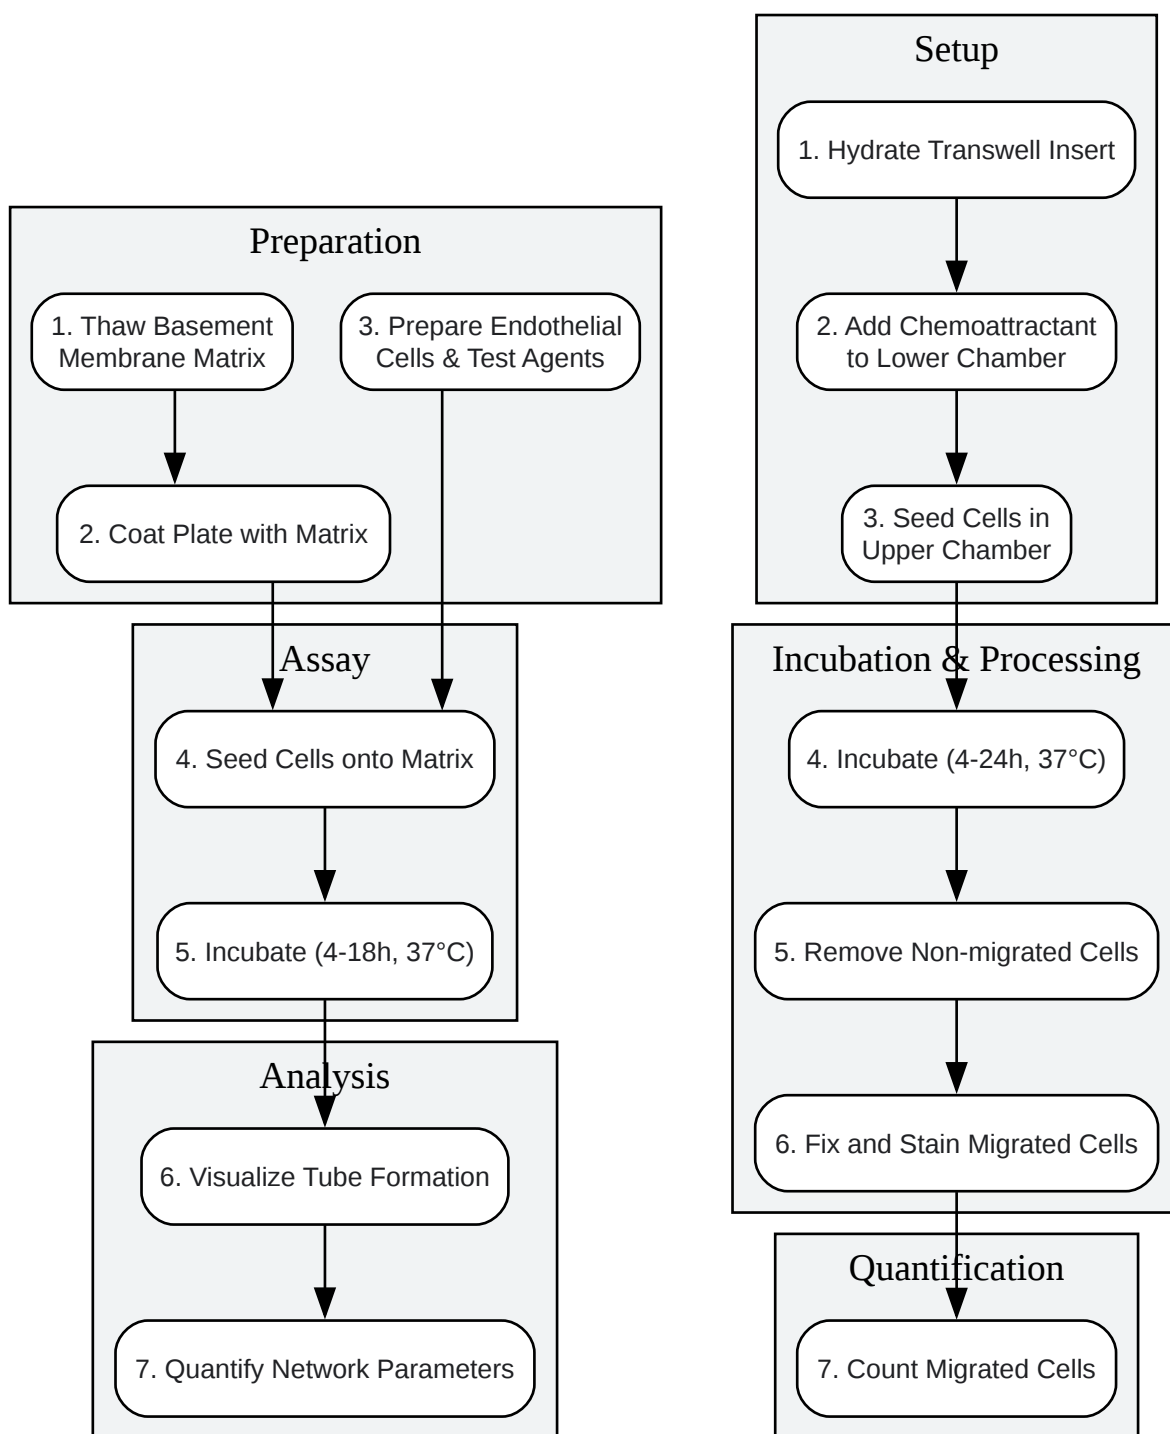 Preparation
1. Thaw Basement
Membrane Matrix
3. Prepare Endothelial
Cells & Test Agents
2. Coat Plate with Matrix
Assay
4. Seed Cells onto Matrix
5. Incubate (4-18h, 37°C)
Analysis
6. Visualize Tube Formation
7. Quantify Network Parameters
Setup
1. Hydrate Transwell Insert
2. Add Chemoattractant
to Lower Chamber
3. Seed Cells in
Upper Chamber
Incubation & Processing
4. Incubate (4-24h, 37°C)
5. Remove Non-migrated Cells
6. Fix and Stain Migrated Cells
Quantification
7. Count Migrated Cells